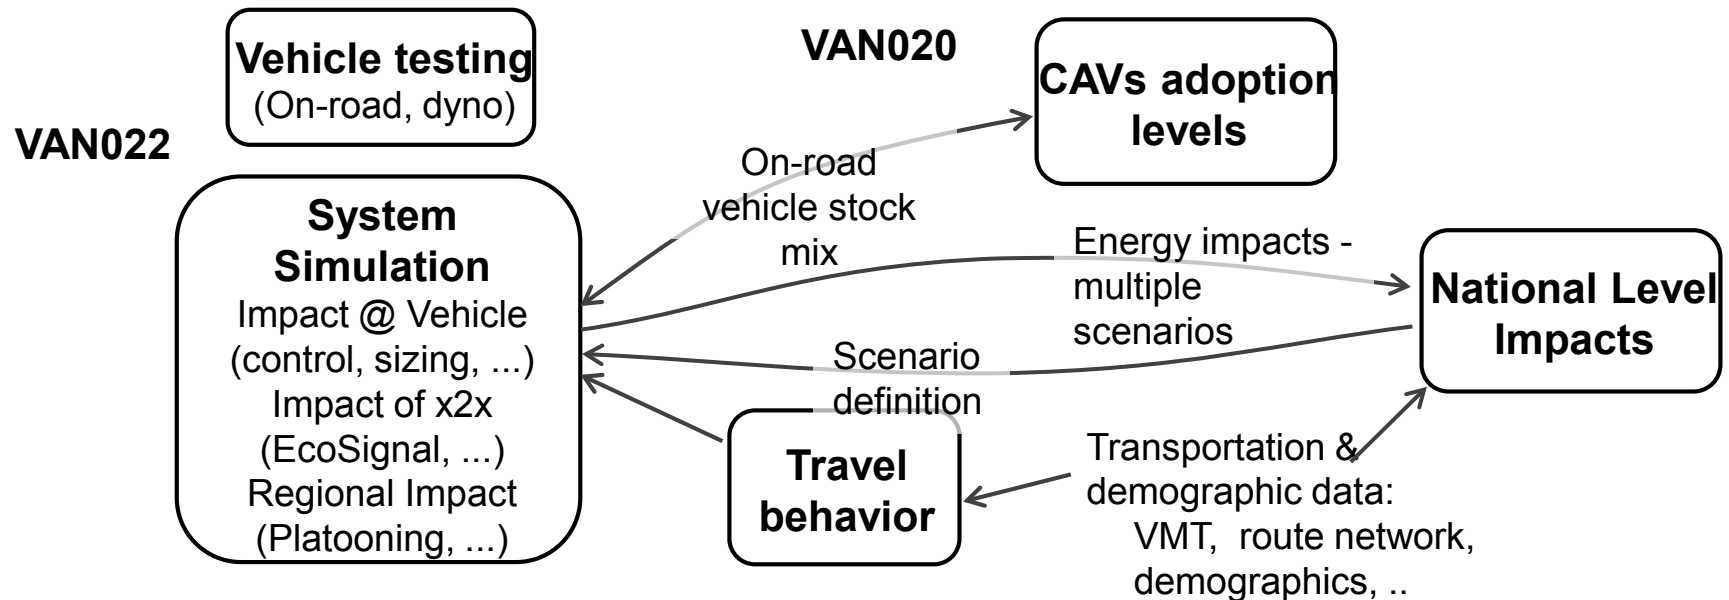 Vehicle testing
(On-road, dyno)
VAN022
VAN020
CAVs adoption
levels
System
Simulation
Impact @ Vehicle
(control, sizing, ...)
Impact of x2x
(EcoSignal, ...)
Regional Impact
(Platooning, ...)
On-road
vehicle stock
mix
Energy impacts -
multiple
scenarios
National Level
Impacts
Scenario
definition
Travel
behavior
Transportation &
demographic data:
VMT,  route network,
demographics, ..